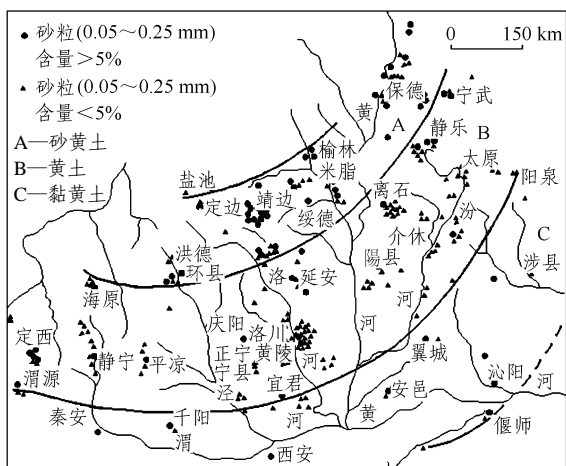 ● 砂粒(0.05～0.25 mm)
含量＞5%
▲ 砂粒(0.05～0.25 mm)
含量＜5%
A—砂黄土
B—黄土
C—黏黄土
0 150 km
保德
宁武
黄
A
静乐
B
榆林
米脂
太原
阳泉
盐池
靖边
定边
绥德
离石
汾
介休
C
洪德
环县
洛
延安
隰县
涉县
海原
河
河
庆阳
洛川
定西
静宁
平凉
正宁
黄陵
宁县
河
翼城
沁阳
渭源
泾
宜君
安邑
河
秦安
千阳
河
黄
偃师
渭
西安